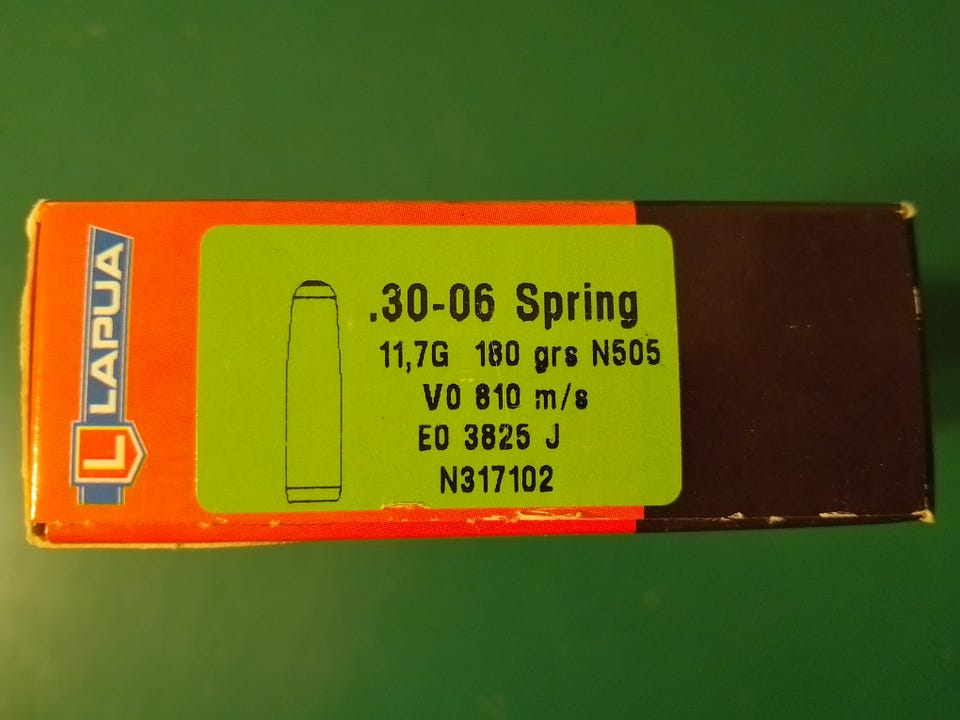 LAPUA
L
.30-06 Spring
11,7G 180 grs N505
V0 810 m/s
E0 3825 J
N317102